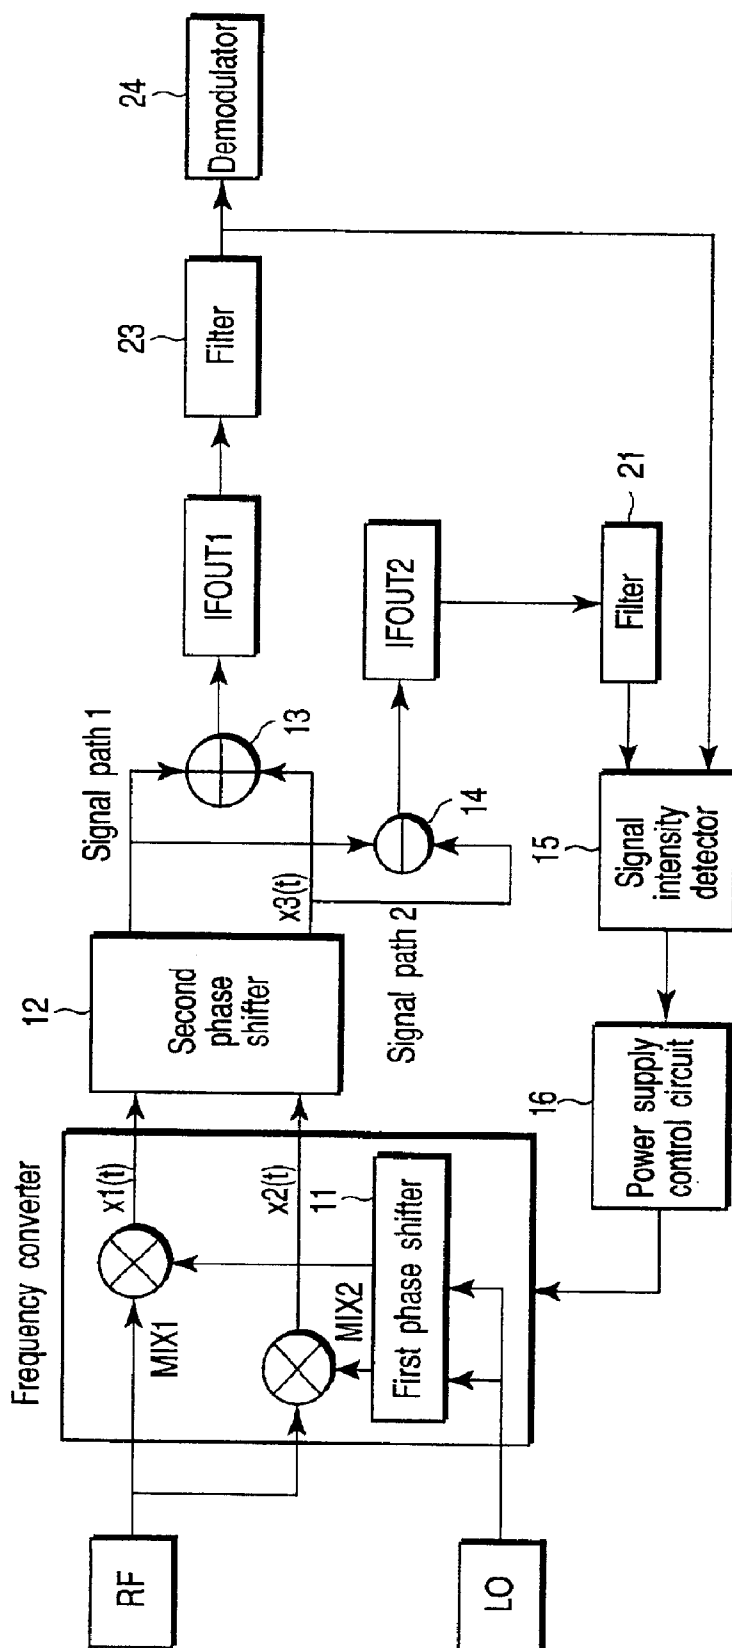 Frequency converter
RF
LO
MIX1
MIX2
x1(t)
x2(t)
11
First phase shifter
12
Second
phase
shifter
Signal path 1
x3(t)
Signal path 2
13
14
IFOUT1
IFOUT2
23
Filter
24
Demodulator
21
Filter
15
Signal
intensity
detector
16
Power supply
control circuit